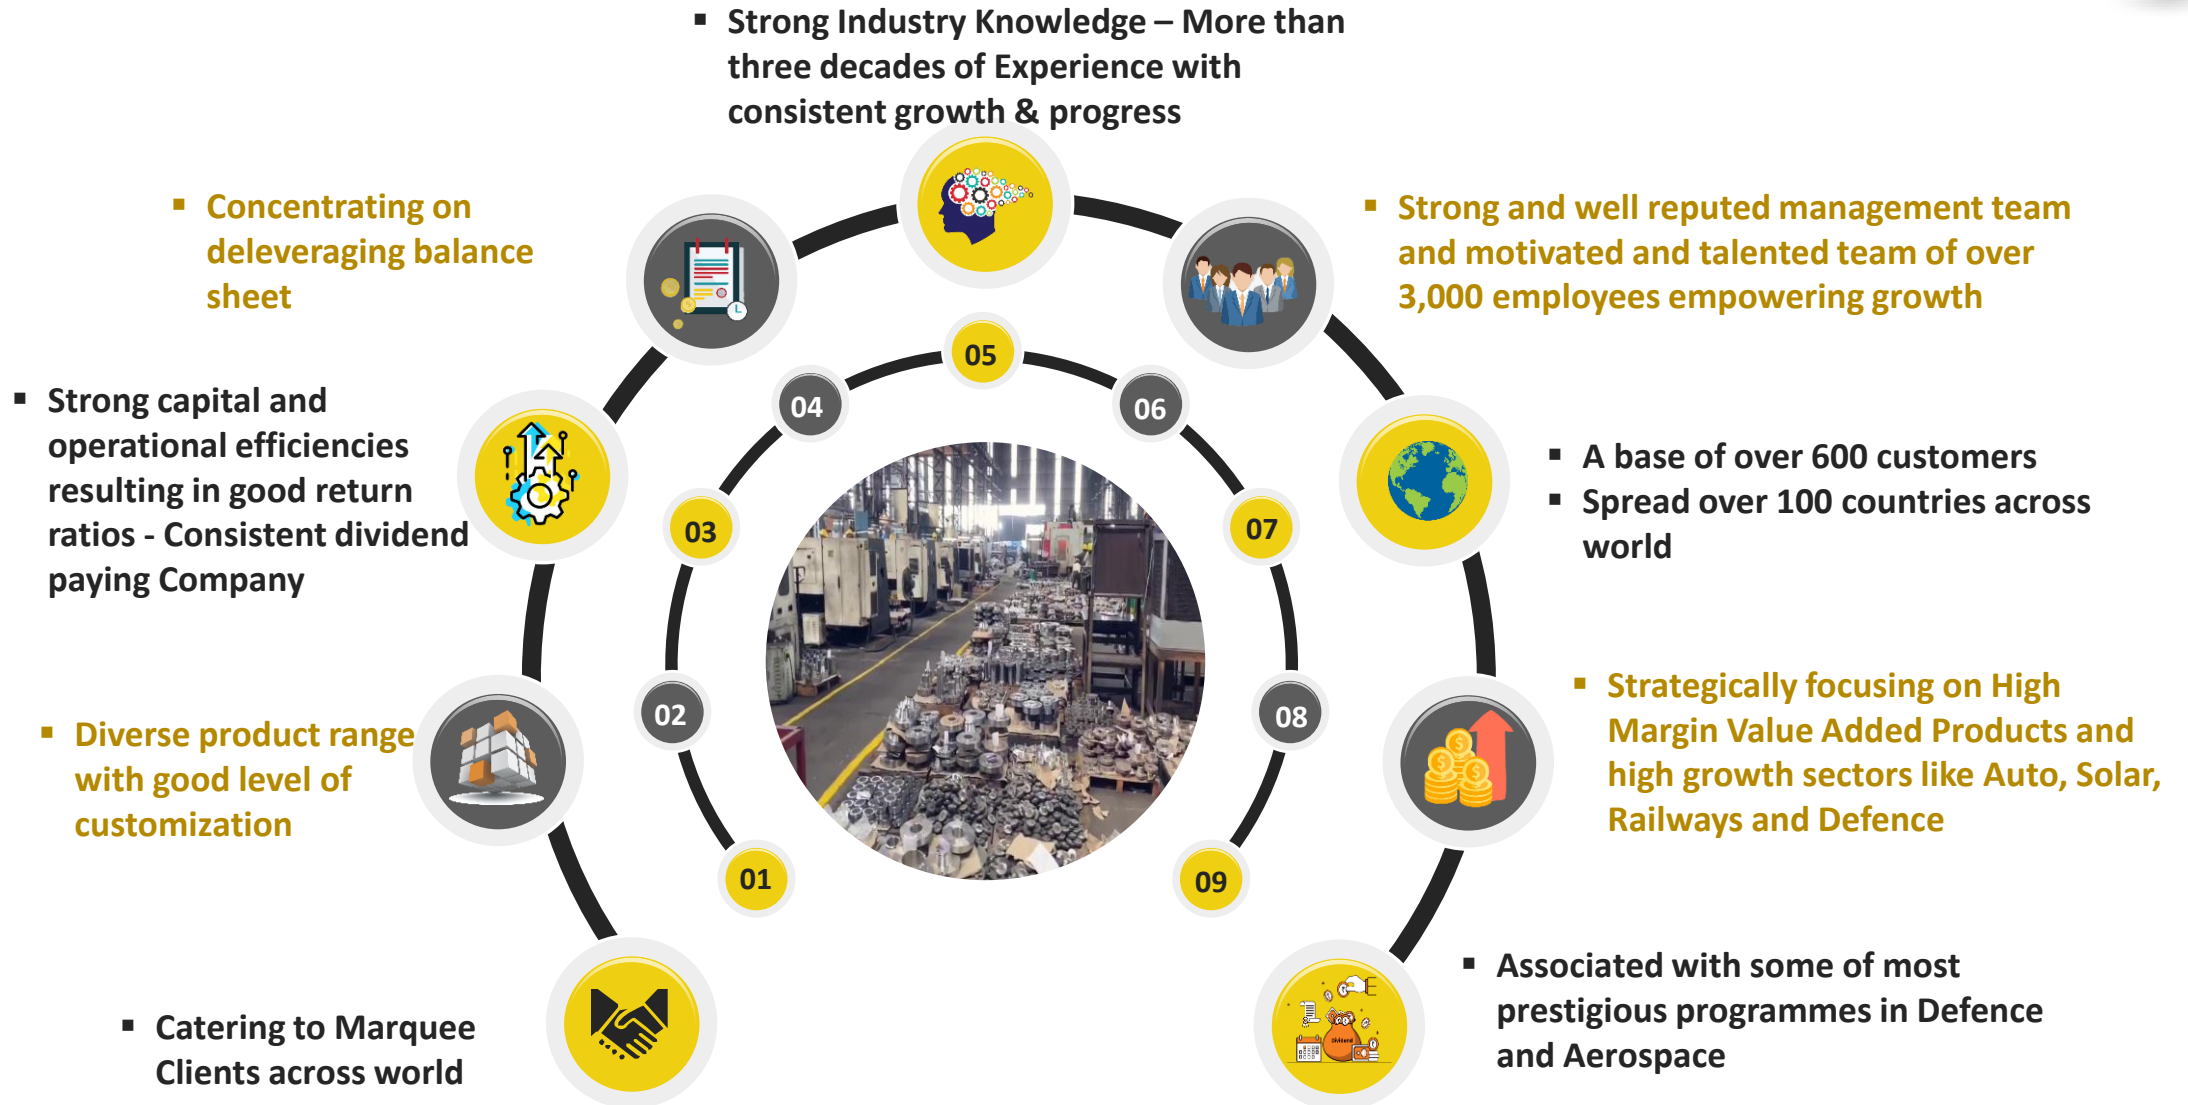 ▪ Strong Industry Knowledge – More than
three decades of Experience with
consistent growth & progress
▪ Concentrating on
deleveraging balance
sheet
▪ Strong and well reputed management team
and motivated and talented team of over
3,000 employees empowering growth
▪ Strong capital and
operational efficiencies
resulting in good return
ratios - Consistent dividend
paying Company
▪ A base of over 600 customers
▪ Spread over 100 countries across
world
▪ Diverse product range
with good level of
customization
▪ Strategically focusing on High
Margin Value Added Products and
high growth sectors like Auto, Solar,
Railways and Defence
▪ Catering to Marquee
Clients across world
▪ Associated with some of most
prestigious programmes in Defence
and Aerospace
01
02
03
04
05
06
07
08
09
Dividend